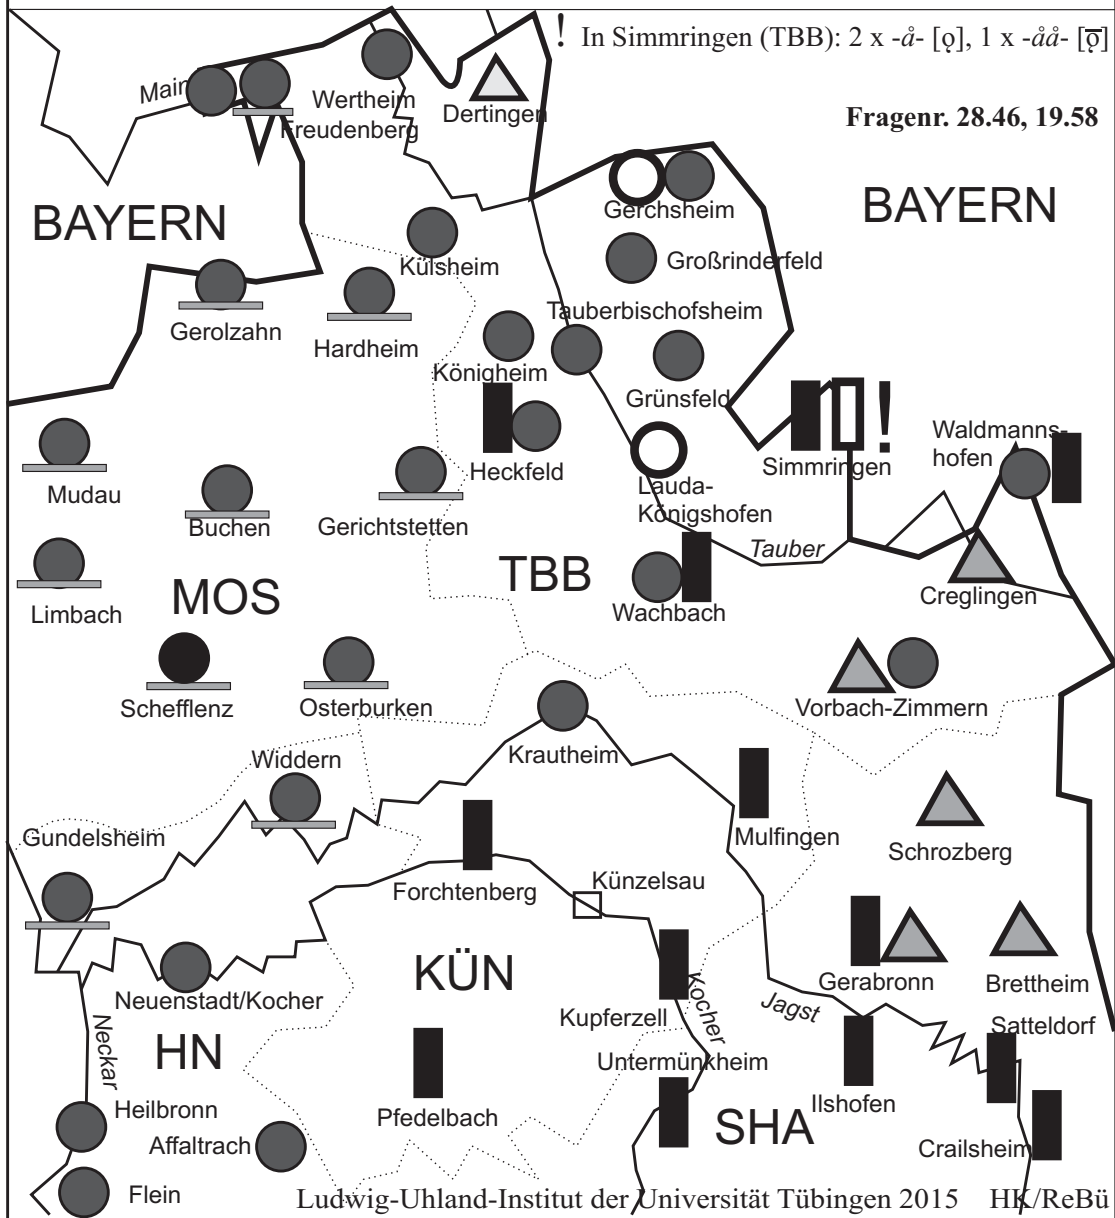 ! In Simmringen (TBB): 2 x -å- [ǫ], 1 x -åå- [ǭ]
Main
Wertheim
Freudenberg
Dertingen
Fragenr. 28.46, 19.58
BAYERN
BAYERN
Gerchsheim
Külsheim
Großrinderfeld
Gerolzahn
Hardheim
Tauberbischofsheim
Königheim
Grünsfeld
!
Heckfeld
Simmringen
Waldmanns-
hofen
Mudau
Buchen
Gerichtstetten
Lauda-
Königshofen
Tauber
Limbach
MOS
TBB
Wachbach
Creglingen
Schefflenz
Osterburken
Krautheim
Vorbach-Zimmern
Widdern
Gundelsheim
Mulfingen
Schrozberg
Forchtenberg
Künzelsau
Neuenstadt/Kocher
KÜN
Gerabronn
Brettheim
Kocher
Jagst
Kupferzell
Neckar
HN
Untermünkheim
Satteldorf
Heilbronn
Pfedelbach
Ilshofen
Affaltrach
SHA
Crailsheim
Flein
Ludwig-Uhland-Institut der Universität Tübingen 2015 HK/ReBü